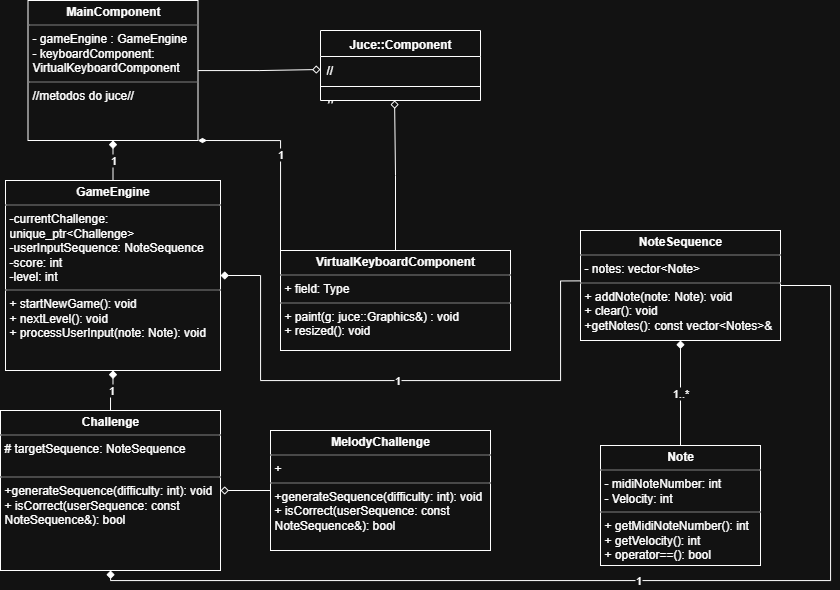 MainComponent
- gameEngine : GameEngine
- keyboardComponent:
VirtualKeyboardComponent
//metodos do juce//
Juce::Component
//
//
1
1
GameEngine
-currentChallenge:
unique_ptr<Challenge>
-userInputSequence: NoteSequence
-score: int
-level: int
+ startNewGame(): void
+ nextLevel(): void
+ processUserInput(note: Note): void
VirtualKeyboardComponent
+ field: Type
+ paint(g: juce::Graphics&) : void
+ resized(): void
NoteSequence
- notes: vector<Note>
+ addNote(note: Note): void
+ clear(): void
+getNotes(): const vector<Notes>&
1
1
1..*
Challenge
# targetSequence: NoteSequence
+generateSequence(difficulty: int): void
+ isCorrect(userSequence: const
NoteSequence&): bool
MelodyChallenge
+
+generateSequence(difficulty: int): void
+ isCorrect(userSequence: const
NoteSequence&): bool
Note
- midiNoteNumber: int
- Velocity: int
+ getMidiNoteNumber(): int
+ getVelocity(): int
+ operator==(): bool
1